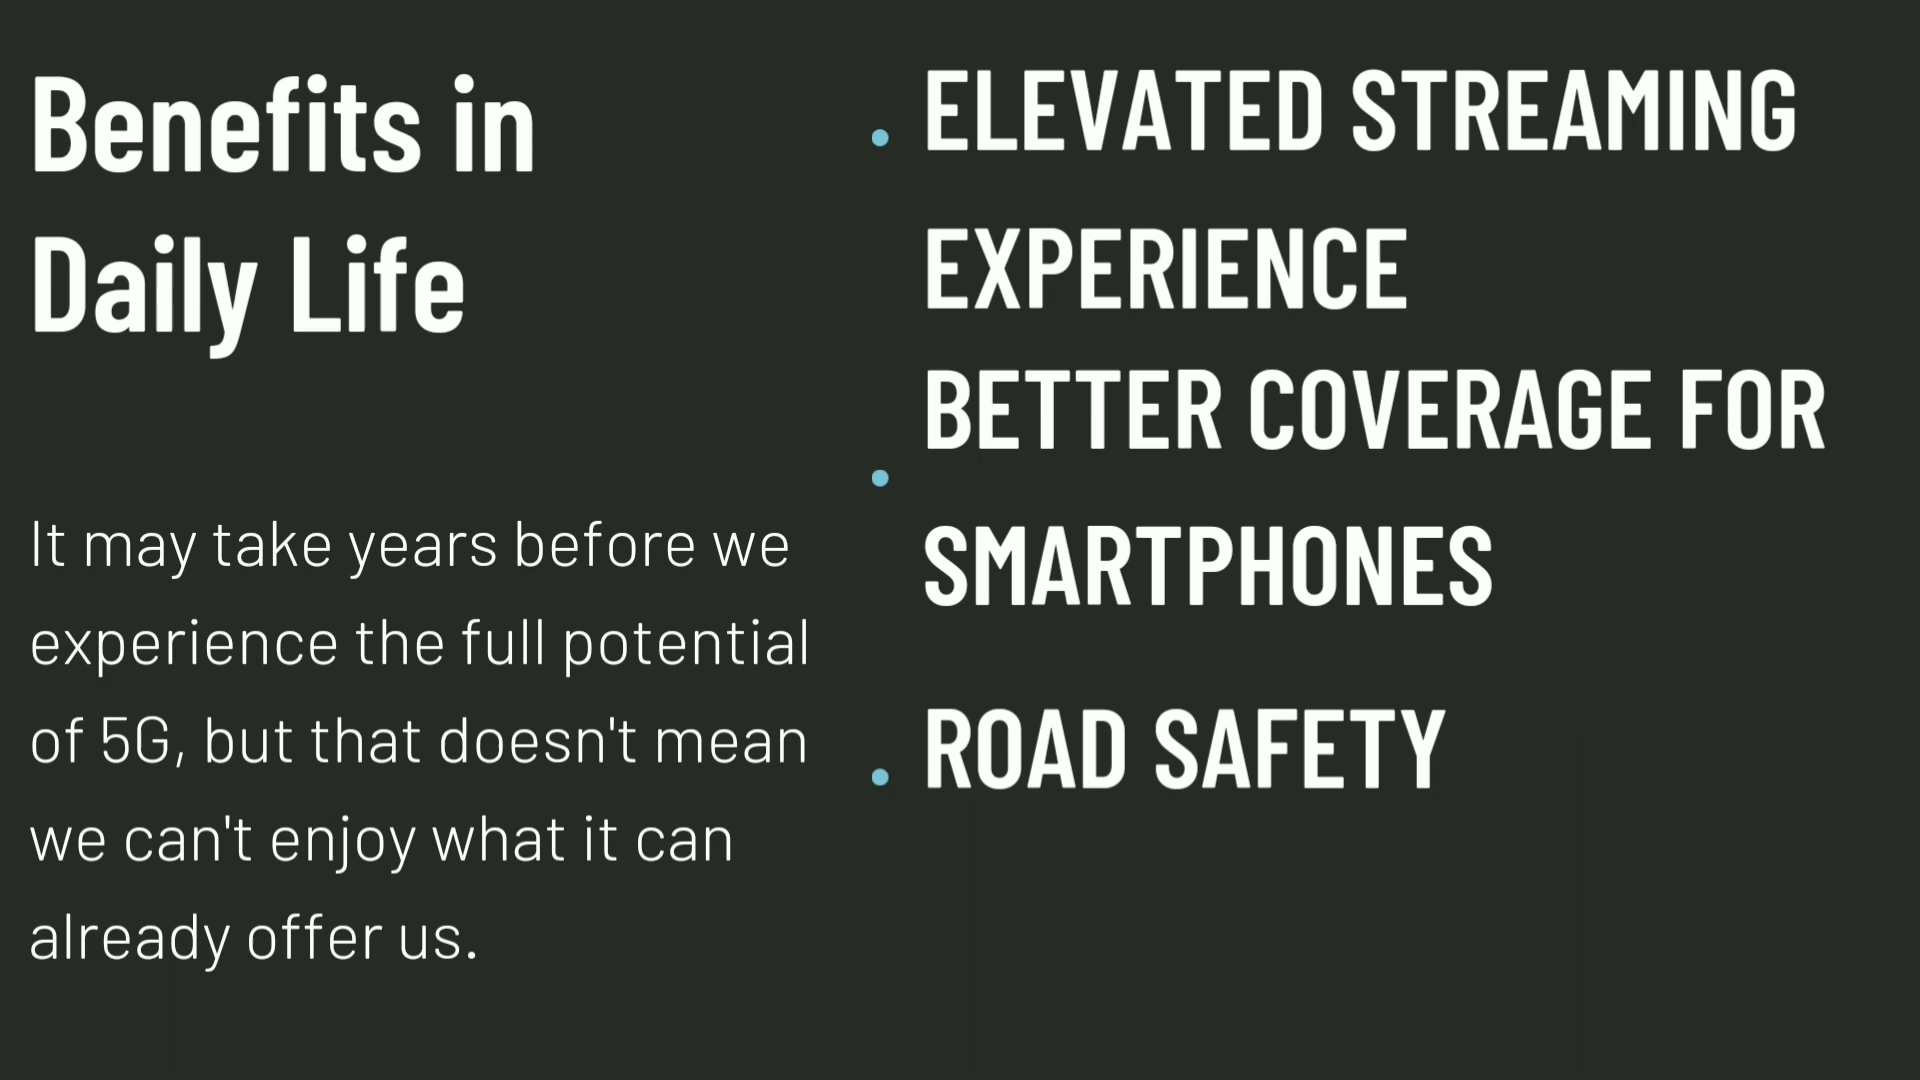 Benefits in
Daily Life
It may take years before we
experience the full potential
of 5G, but that doesn't mean
we can't enjoy what it can
already offer us.
ELEVATED STREAMING
EXPERIENCE
BETTER COVERAGE FOR
SMARTPHONES
ROAD SAFETY